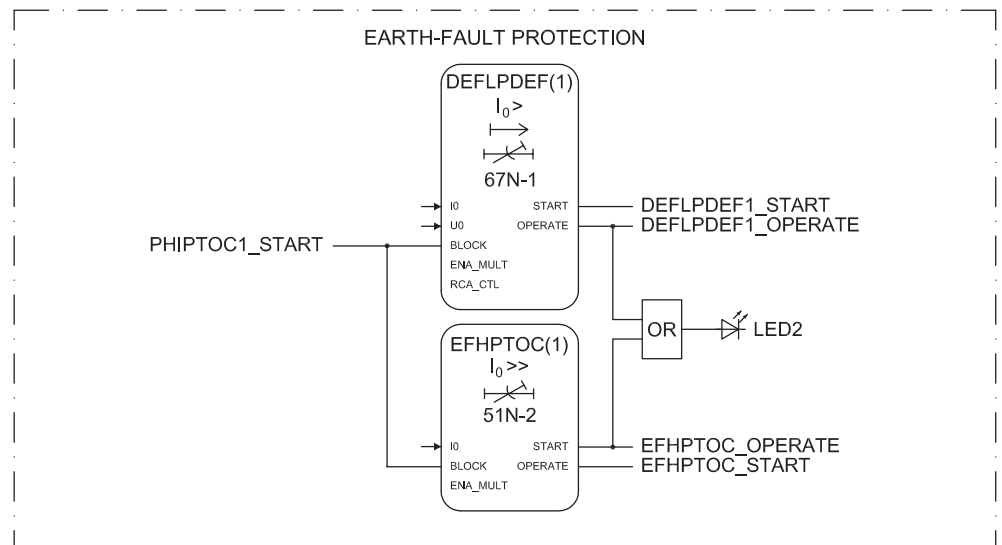 EARTH-FAULT PROTECTION
DEFLPDEF(1)
I0>
67N-1
I0 START DEFLPDEF1_START
U0 OPERATE DEFLPDEF1_OPERATE
PHIPTOC1_START BLOCK
ENA_MULT
RCA_CTL
OR LED2
EFHPTOC(1)
I0>>
51N-2
I0 START EFHPTOC_OPERATE
BLOCK OPERATE EFHPTOC_START
ENA_MULT